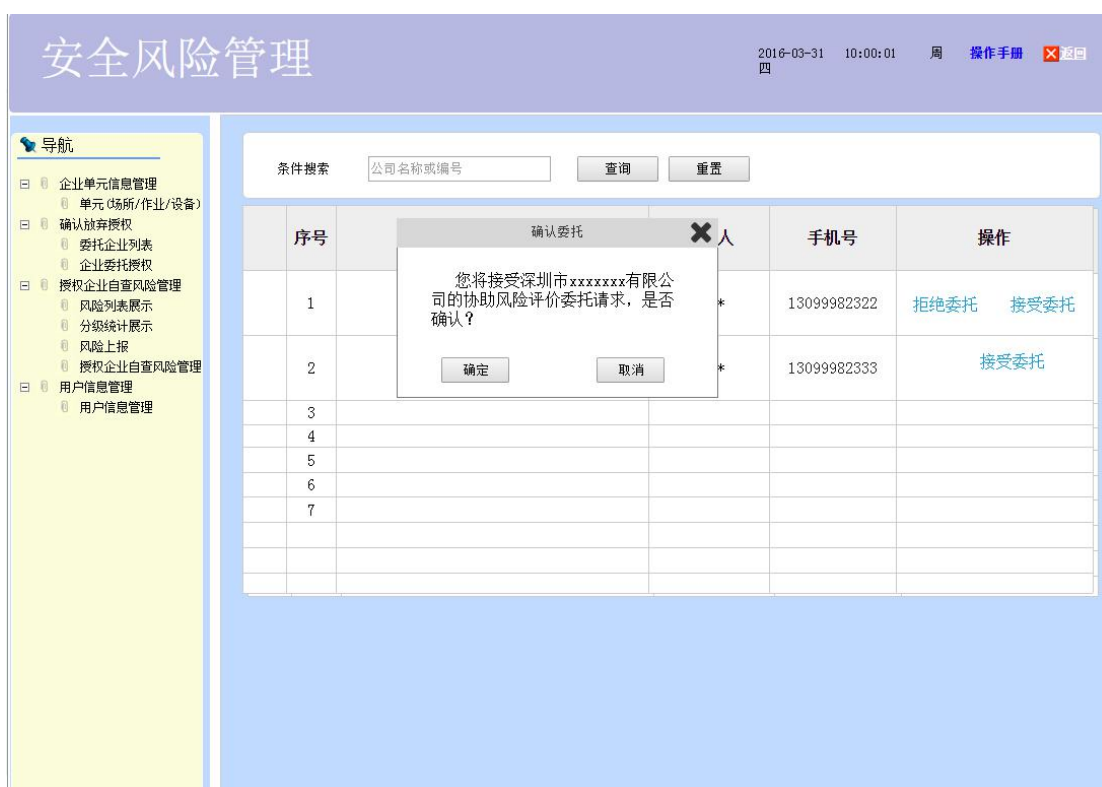 安全风险管理
2016-03-31 10:00:01 周
四
操作手册
返回
导航
企业单元信息管理
单元(场所/作业/设备)
确认放弃授权
委托企业列表
企业委托授权
授权企业自查风险管理
风险列表展示
分级统计展示
风险上报
授权企业自查风险管理
用户信息管理
用户信息管理
条件搜索 公司名称或编号 查询 重置
序号 人 手机号 操作
1 * 13099982322 拒绝委托 接受委托
2 * 13099982333 接受委托
3
4
5
6
7
确认委托
您将接受深圳市xxxxxxx有限公
司的协助风险评价委托请求，是否
确认？
确定 取消